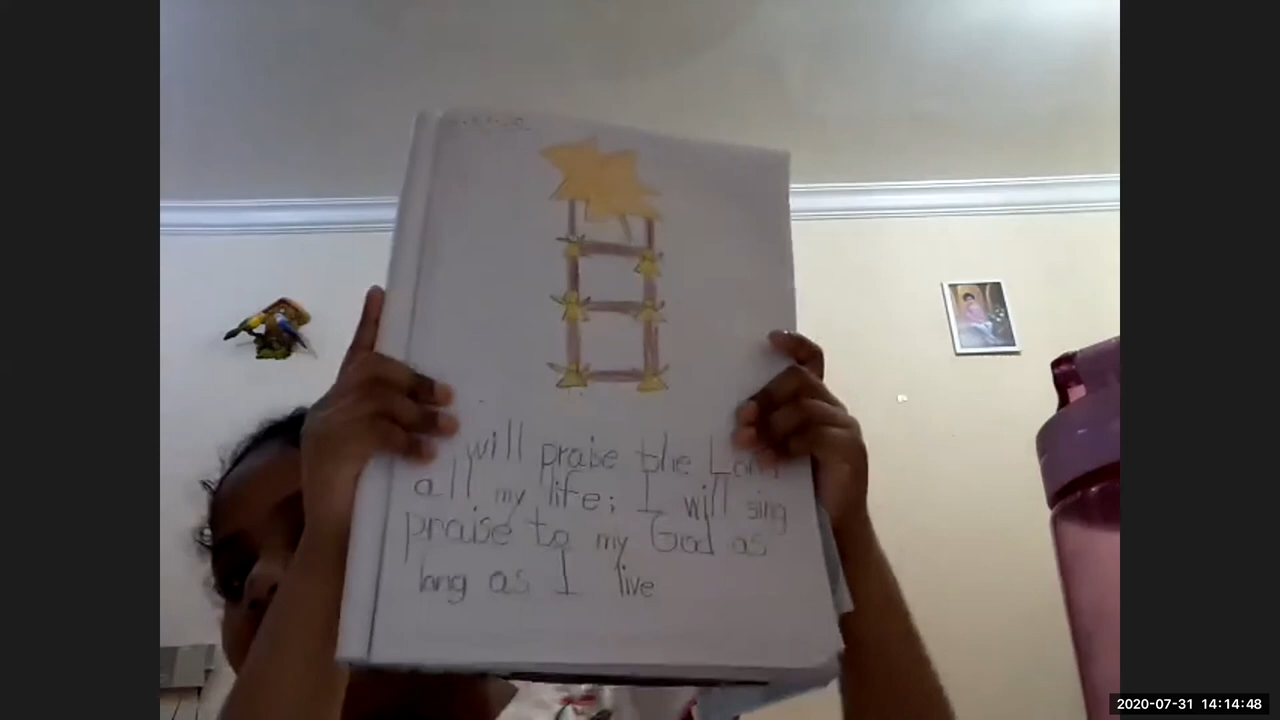 will praise the Lord
all my life; I will sing
praise to my God as
long as I live
2020-07-31 14:14:48